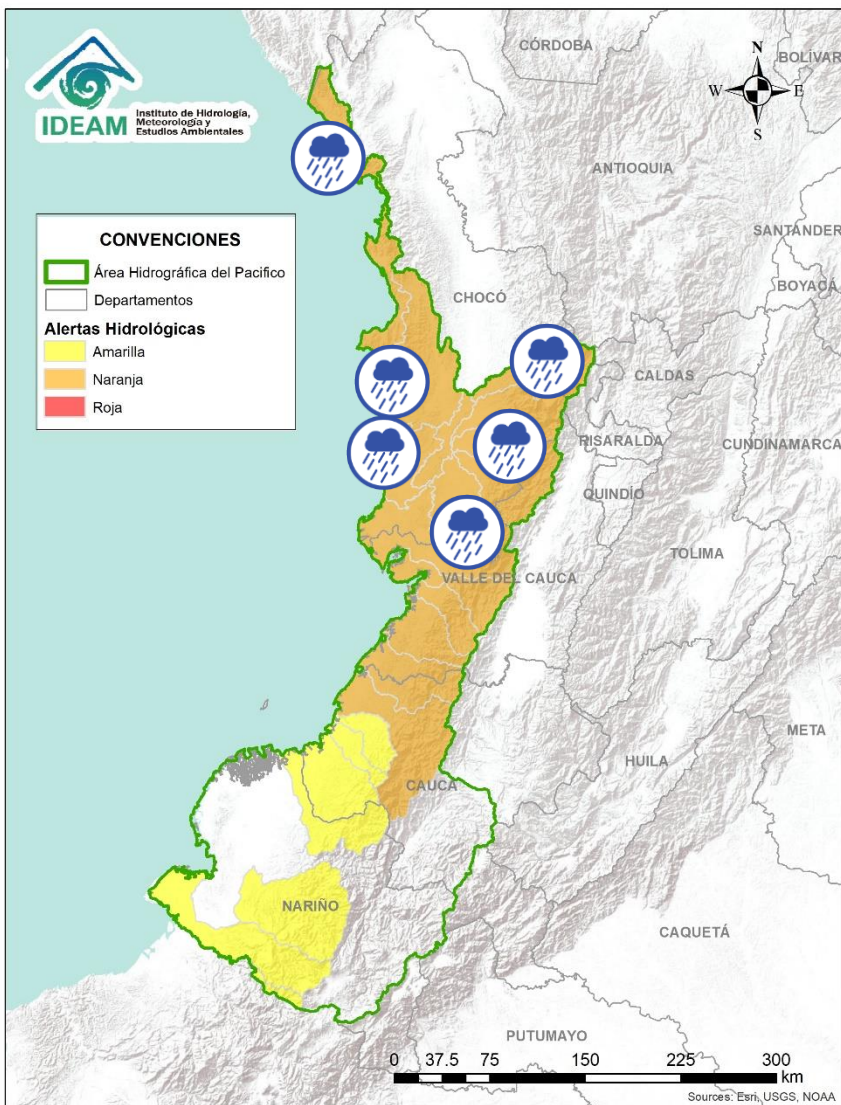 IDEAM
Instituto de Hidrología,
Meteorología y
Estudios Ambientales
CÓRDOBA
BOLÍVAR
N
W
E
S
ANTIOQUIA
SANTANDER
BOYACÁ
CONVENCIONES
Área Hidrográfica del Pacifico
Departamentos
Alertas Hidrológicas
Amarilla
Naranja
Roja
CHOCÓ
CALDAS
RISARALDA
CUNDINAMARCA
QUINDÍO
TOLIMA
VALLE DEL CAUCA
META
HUILA
CAUCA
NARIÑO
CAQUETÁ
PUTUMAYO
0 37.5 75 150 225 300
km
Sources: Esri, USGS, NOAA